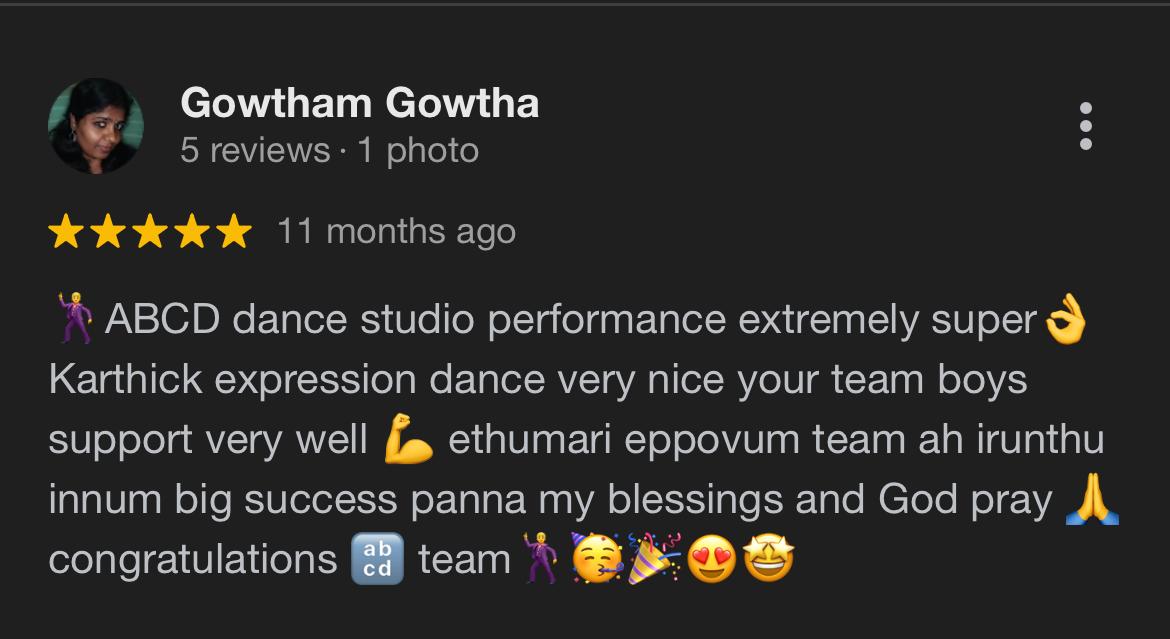 Gowtham Gowtha
5 reviews · 1 photo
★★★★★ 11 months ago
🕺ABCD dance studio performance extremely super👌
Karthick expression dance very nice your team boys
support very well 💪 ethumari eppovum team ah irunthu
innum big success panna my blessings and God pray 🙏
congratulations 🔡 team🕺🥳🎉😍🤩